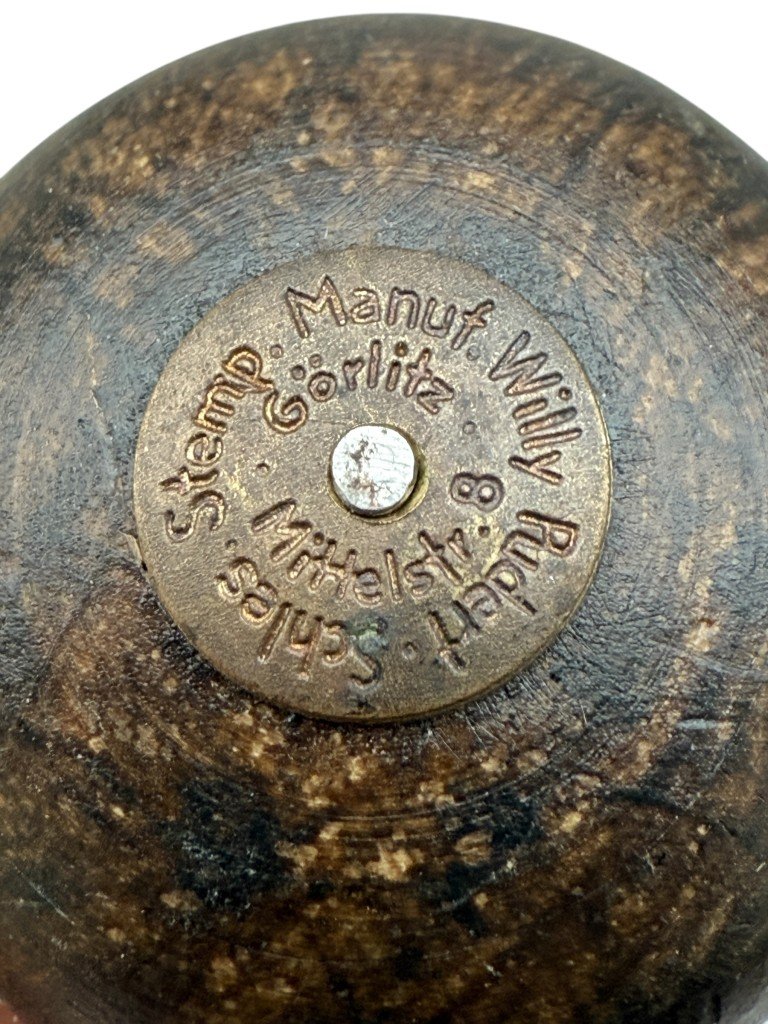 Schles. Stemp. Manuf. Willy Rudert.
Görlitz.
Mittelstr. 8